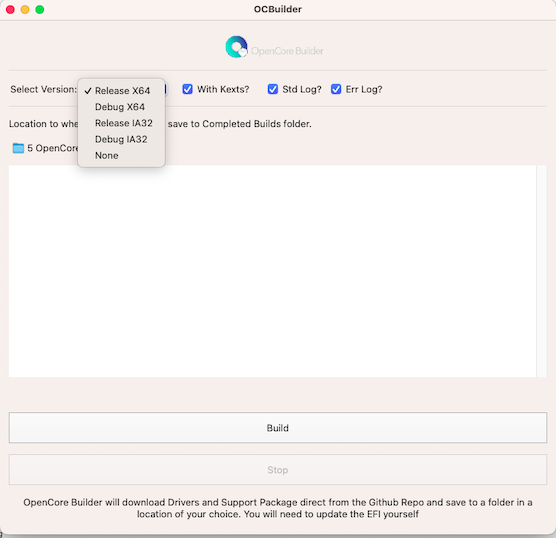 OCBuilder
OpenCore Builder
Select Version:
✓ Release X64
Debug X64
Release IA32
Debug IA32
None
With Kexts?
Std Log?
Err Log?
Location to whe
save to Completed Builds folder.
5 OpenCore
Build
Stop
OpenCore Builder will download Drivers and Support Package direct from the Github Repo and save to a folder in a
location of your choice. You will need to update the EFI yourself